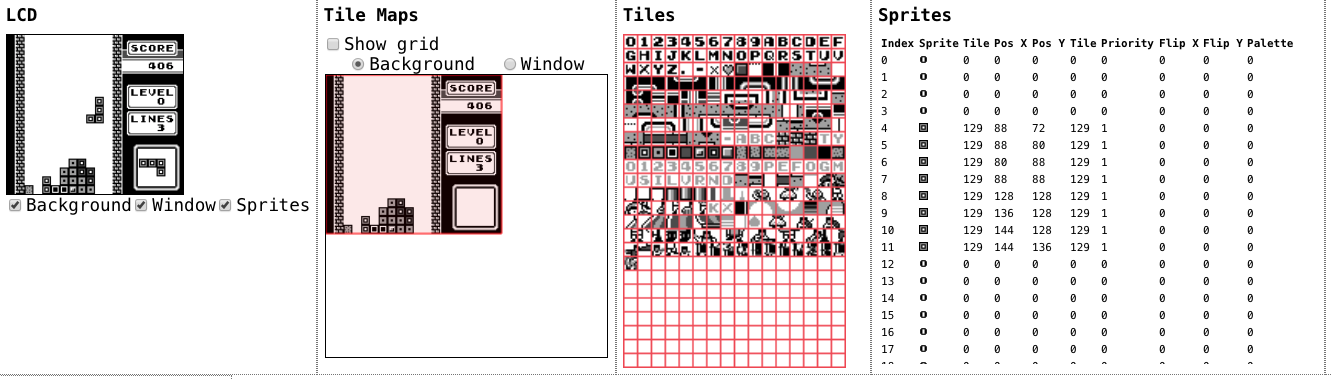 LCD
SCORE
406
LEVEL
0
LINES
3
Background Window Sprites
Tile Maps
Show grid
Background Window
SCORE
406
LEVEL
0
LINES
3
Tiles
0123456789ABCDEF
GHIJKLMNOPQRSTUV
WXYZ.-×
-ABC TY
0123456789PEFOGM
USILVRND
Sprites
Index Sprite Tile Pos X Pos Y Tile Priority Flip X Flip Y Palette
0 0 0 0 0 0 0 0 0 0
1 0 0 0 0 0 0 0 0 0
2 0 0 0 0 0 0 0 0 0
3 0 0 0 0 0 0 0 0 0
4 129 88 72 129 1 0 0 0
5 129 88 80 129 1 0 0 0
6 129 80 88 129 1 0 0 0
7 129 88 88 129 1 0 0 0
8 129 128 128 129 1 0 0 0
9 129 136 128 129 1 0 0 0
10 129 144 128 129 1 0 0 0
11 129 144 136 129 1 0 0 0
12 0 0 0 0 0 0 0 0 0
13 0 0 0 0 0 0 0 0 0
14 0 0 0 0 0 0 0 0 0
15 0 0 0 0 0 0 0 0 0
16 0 0 0 0 0 0 0 0 0
17 0 0 0 0 0 0 0 0 0